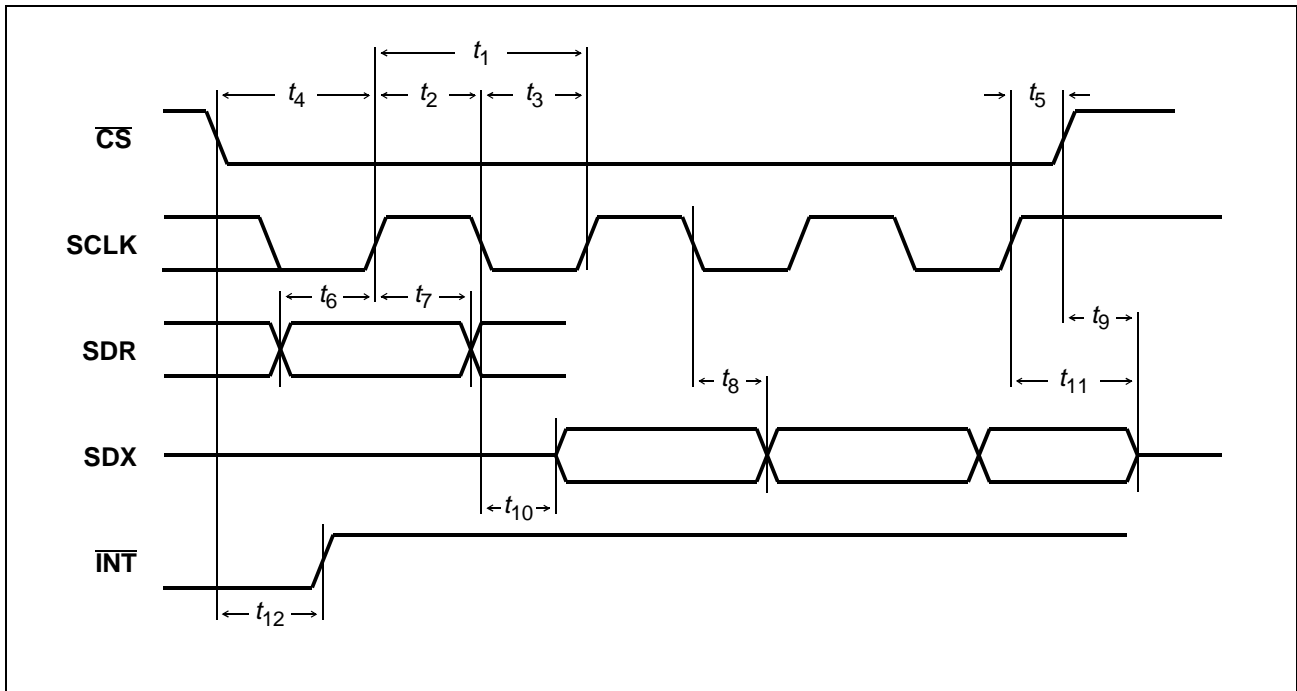 t1
t4 t2 t3 t5
CS
SCLK
t6 t7
t9
SDR
t8 t11
SDX
t10
INT
t12